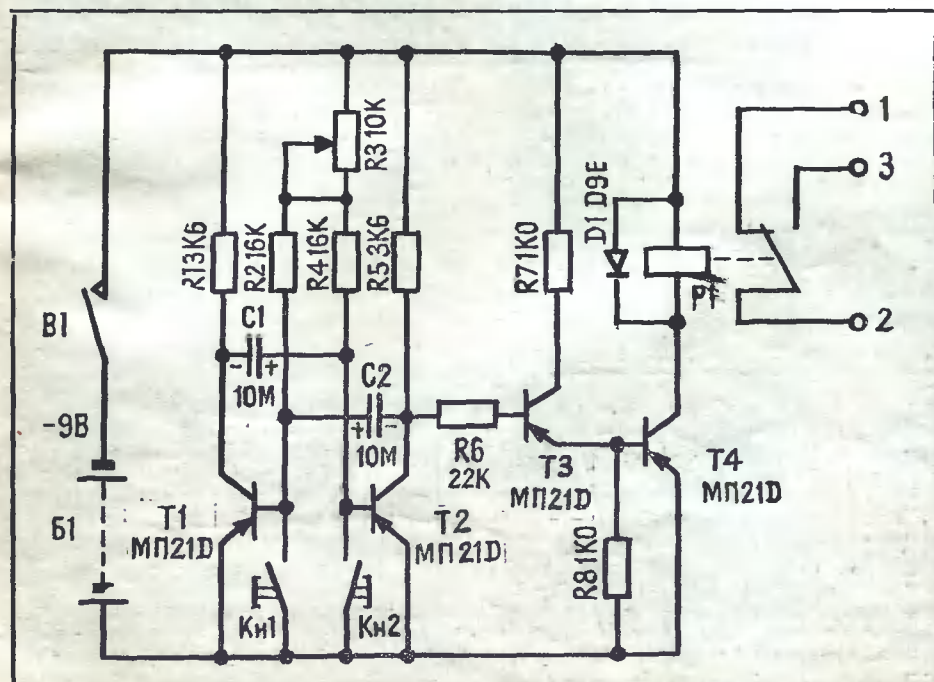 1
3
2
R3 10K
R1 3K6
R2 16K
R4 16K
R5 3K6
R7 1K0
D1 D9E
P1
B1
C1
- +
10M
C2
+ -
10M
-9В
Б1
R6
22K
T1
МП21D
T2
МП21D
T3
МП21D
T4
МП21D
R8 1K0
Кн1
Кн2